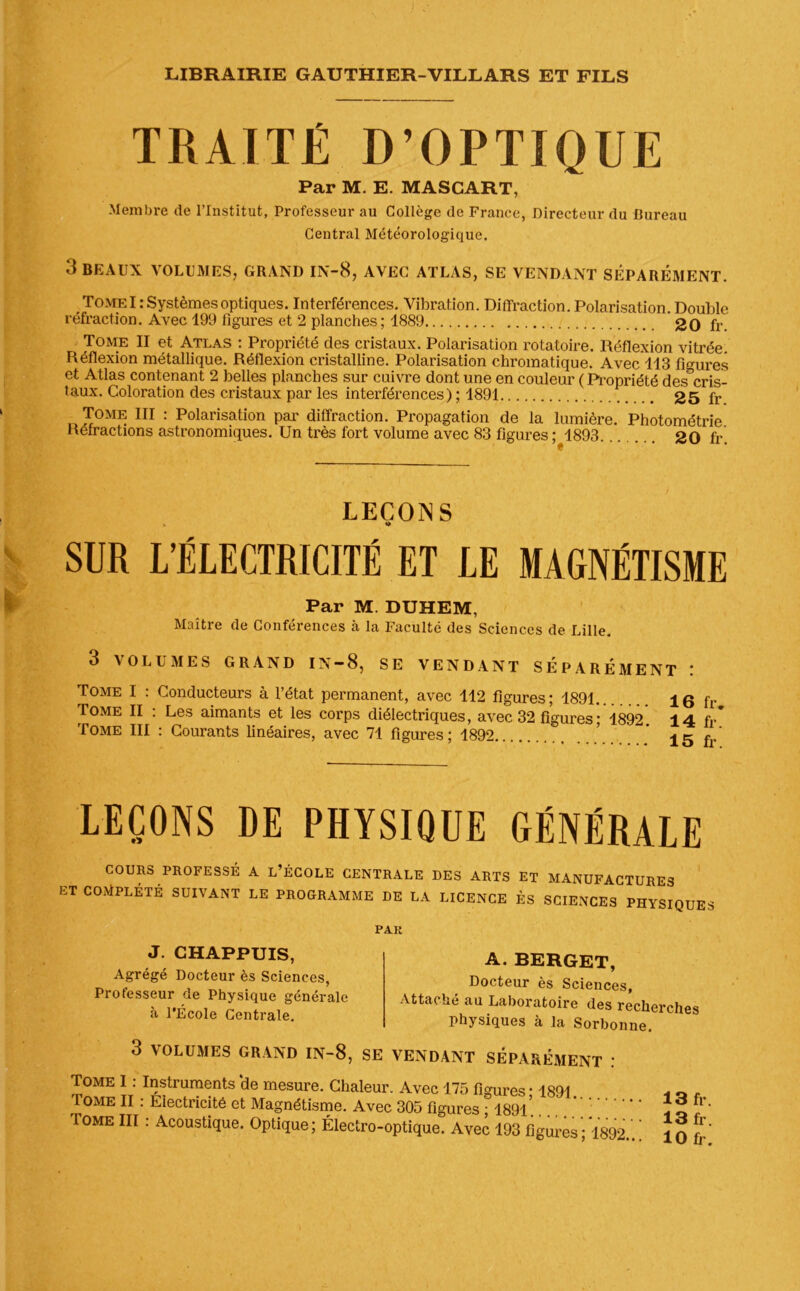 LIBRAIRIE GAUTHIER-VILLARS ET FILS
TRAITÉ D'OPTIQUE
Par M. E. MASCART,
Membre de l'Institut, Professeur au Collège de France, Directeur du Bureau
Central Météorologique.
3 BEAUX VOLUMES, GRAND IN-8, AVEC ATLAS, SE VENDANT SÉPARÉMENT.
TOME I : Systèmes optiques. Interférences. Vibration. Diffraction. Polarisation. Double
réfraction. Avec 199 figures et 2 planches; 1889........................ 20 fr.
TOME II et ATLAS : Propriété des cristaux. Polarisation rotatoire. Réflexion vitrée.
Réflexion métallique. Réflexion cristalline. Polarisation chromatique. Avec 113 figures
et Atlas contenant 2 belles planches sur cuivre dont une en couleur (Propriété des cris-
taux. Coloration des cristaux par les interférences); 1891................ 25 fr.
TOME III : Polarisation par diffraction. Propagation de la lumière. Photométrie.
Réfractions astronomiques. Un très fort volume avec 83 figures; 1893....... 20 fr.
LEÇONS
SUR L'ÉLECTRICITÉ ET LE MAGNÉTISME
Par M. DUHEM,
Maître de Conférences à la Faculté des Sciences de Lille.
3 VOLUMES GRAND IN-8, SE VENDANT SÉPARÉMENT :
TOME I : Conducteurs à l'état permanent, avec 112 figures; 1891....... 16 fr.
TOME II : Les aimants et les corps diélectriques, avec 32 figures; 1892. 14 fr.
TOME III : Courants linéaires, avec 71 figures; 1892.................. 15 fr.
LEÇONS DE PHYSIQUE GÉNÉRALE
COURS PROFESSÉ A L'ÉCOLE CENTRALE DES ARTS ET MANUFACTURES
ET COMPLÉTÉ SUIVANT LE PROGRAMME DE LA LICENCE ÈS SCIENCES PHYSIQUES
PAR
J. CHAPPUIS,
Agrégé Docteur ès Sciences,
Professeur de Physique générale
à l'École Centrale.
A. BERGET,
Docteur ès Sciences,
Attaché au Laboratoire des recherches
physiques à la Sorbonne.
3 VOLUMES GRAND IN-8, SE VENDANT SÉPARÉMENT :
TOME I : Instruments de mesure. Chaleur. Avec 175 figures; 1891......... 13 fr.
TOME II : Électricité et Magnétisme. Avec 305 figures; 1891............ 13 fr.
TOME III : Acoustique. Optique; Électro-optique. Avec 193 figures; 1892... 10 fr.